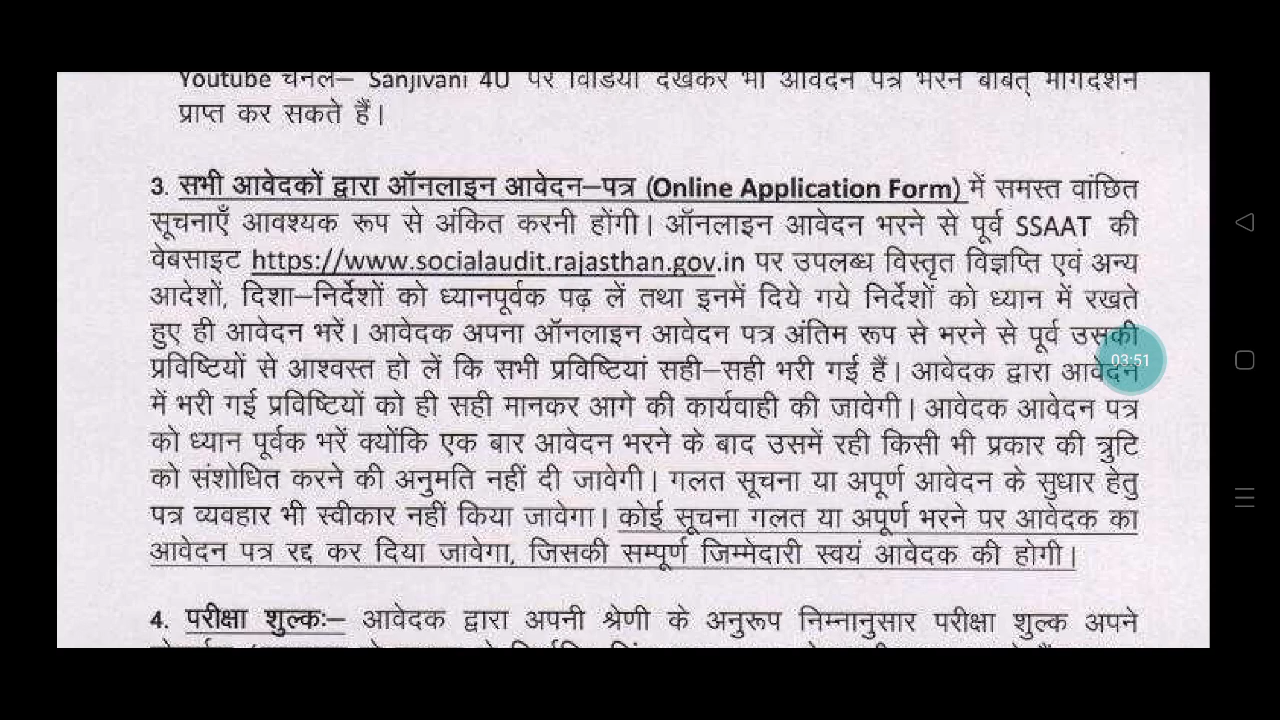 Youtube चैनल– Sanjivani 4U पर विडियो देखकर भी आवेदन पत्र भरने बाबत् मार्गदर्शन
प्राप्त कर सकते हैं।
3. सभी आवेदकों द्वारा ऑनलाइन आवेदन–पत्र (Online Application Form) में समस्त वांछित
सूचनाएँ आवश्यक रूप से अंकित करनी होंगी। ऑनलाइन आवेदन भरने से पूर्व SSAAT की
वेबसाइट https://www.socialaudit.rajasthan.gov.in पर उपलब्ध विस्तृत विज्ञप्ति एवं अन्य
आदेशों, दिशा–निर्देशों को ध्यानपूर्वक पढ़ लें तथा इनमें दिये गये निर्देशों को ध्यान में रखते
हुए ही आवेदन भरें। आवेदक अपना ऑनलाइन आवेदन पत्र अंतिम रूप से भरने से पूर्व उसकी
प्रविष्टियों से आश्वस्त हो लें कि सभी प्रविष्टियां सही–सही भरी गई हैं। आवेदक द्वारा आवेदन
03:51
में भरी गई प्रविष्टियों को ही सही मानकर आगे की कार्यवाही की जावेगी। आवेदक आवेदन पत्र
को ध्यान पूर्वक भरें क्योंकि एक बार आवेदन भरने के बाद उसमें रही किसी भी प्रकार की त्रुटि
को संशोधित करने की अनुमति नहीं दी जावेगी। गलत सूचना या अपूर्ण आवेदन के सुधार हेतु
पत्र व्यवहार भी स्वीकार नहीं किया जावेगा। कोई सूचना गलत या अपूर्ण भरने पर आवेदक का
आवेदन पत्र रद्द कर दिया जावेगा, जिसकी सम्पूर्ण जिम्मेदारी स्वयं आवेदक की होगी।
4. परीक्षा शुल्कः– आवेदक द्वारा अपनी श्रेणी के अनुरूप निम्नानुसार परीक्षा शुल्क अपने